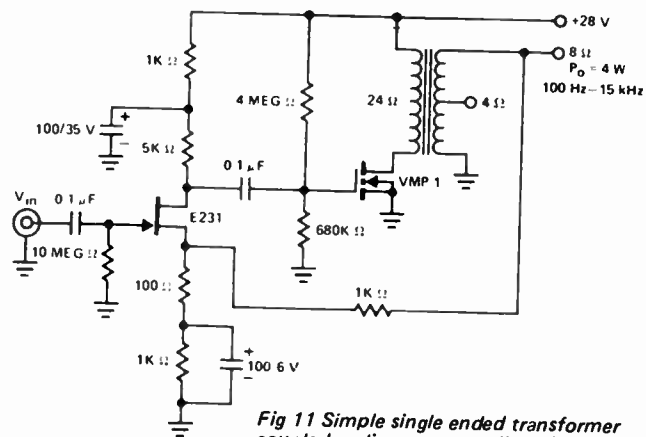 +28 V
1K Ω
8 Ω
P₀ = 4 W
100 Hz–15 kHz
4 MEG Ω
24 Ω
4 Ω
100/35 V
+
–
5K Ω
0.1 µF
VMP 1
Vin
0.1 µF
E231
680K Ω
10 MEG Ω
100 Ω
1K Ω
1K Ω
+
100 6 V
–
Fig 11 Simple single ended transformer